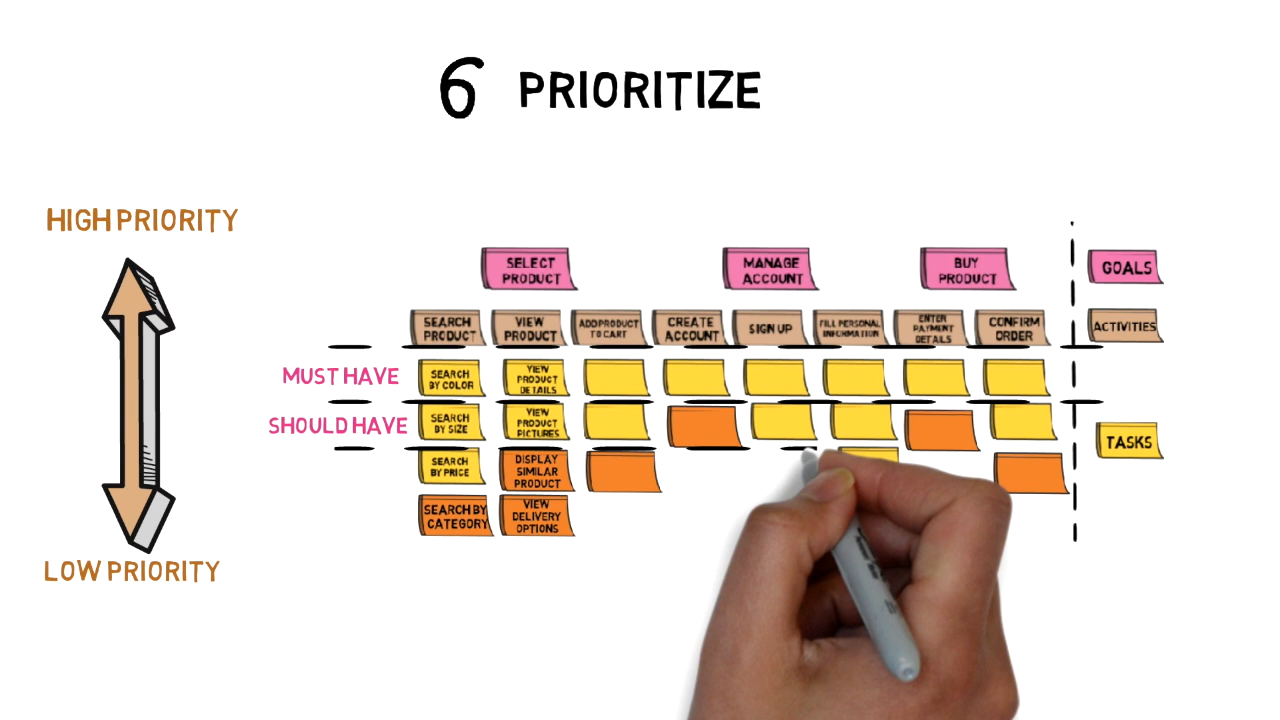 6 PRIORITIZE
HIGH PRIORITY
SELECT
PRODUCT
MANAGE
ACCOUNT
BUY
PRODUCT
GOALS
SEARCH
PRODUCT
VIEW
PRODUCT
ADD PRODUCT
TO CART
CREATE
ACCOUNT
SIGN UP
FILL PERSONAL
INFORMATION
ENTER
PAYMENT
DETAILS
CONFIRM
ORDER
ACTIVITIES
MUST HAVE
SEARCH
BY COLOR
VIEW
PRODUCT
DETAILS
SHOULD HAVE
SEARCH
BY SIZE
VIEW
PRODUCT
PICTURES
TASKS
SEARCH
BY PRICE
DISPLAY
SIMILAR
PRODUCT
SEARCH BY
CATEGORY
VIEW
DELIVERY
OPTIONS
LOW PRIORITY